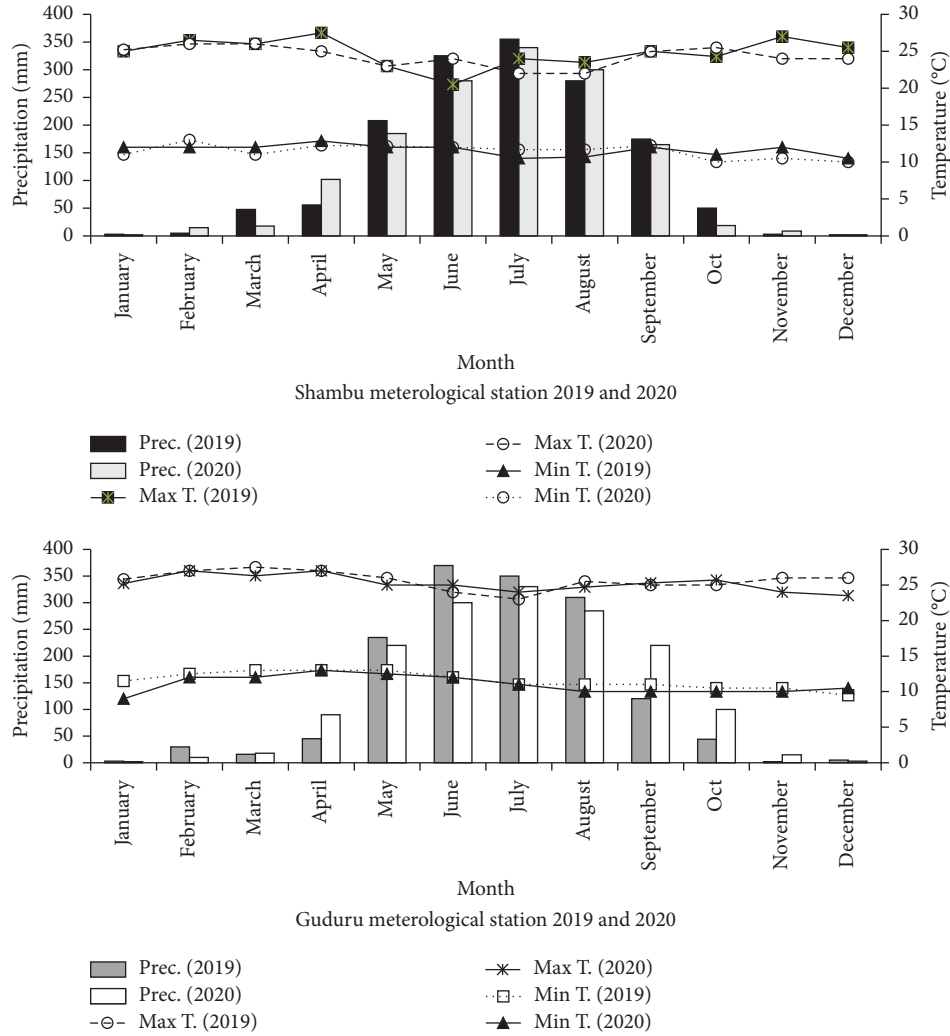 400
350
300
250
200
150
100
50
0
Precipitation (mm)
30
25
20
15
10
5
0
Temperature (°C)
January
February
March
April
May
June
July
August
September
Oct
November
December
Month
Shambu meterological station 2019 and 2020
Prec. (2019)
Prec. (2020)
Max T. (2019)
Max T. (2020)
Min T. (2019)
Min T. (2020)
400
350
300
250
200
150
100
50
0
Precipitation (mm)
30
25
20
15
10
5
0
Temperature (°C)
January
February
March
April
May
June
July
August
September
Oct
November
December
Month
Guduru meterological station 2019 and 2020
Prec. (2019)
Prec. (2020)
Max T. (2019)
Max T. (2020)
Min T. (2019)
Min T. (2020)